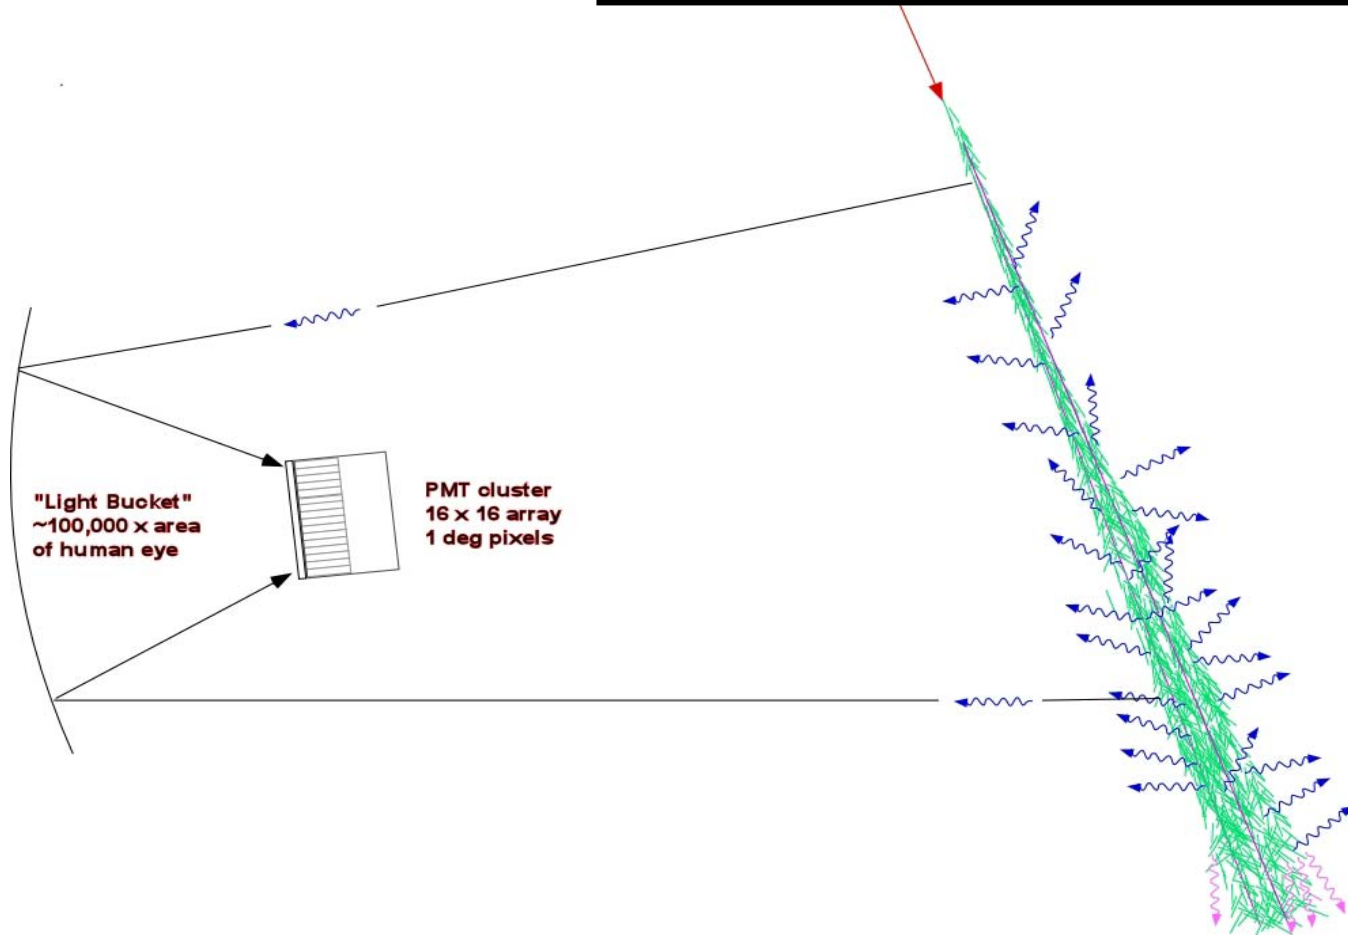 "Light Bucket"
~100,000 x area
of human eye
PMT cluster
16 x 16 array
1 deg pixels